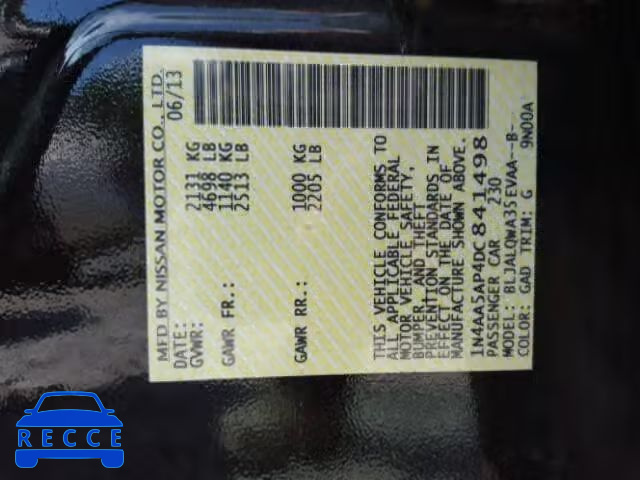 MFD BY NISSAN MOTOR CO., LTD.
DATE: 06/13
GVWR: 2131 KG
4698 LB
GAWR FR.: 1140 KG
2513 LB
GAWR RR.: 1000 KG
2205 LB
THIS VEHICLE CONFORMS TO
ALL APPLICABLE FEDERAL
MOTOR VEHICLE SAFETY,
BUMPER, AND THEFT
PREVENTION STANDARDS IN
EFFECT ON THE DATE OF
MANUFACTURE SHOWN ABOVE.
1N4AA5AP4DC841498
PASSENGER CAR 230
MODEL: BLJALQWA35EVAA--B-
COLOR: GAD TRIM: G 9N00A
RECCE